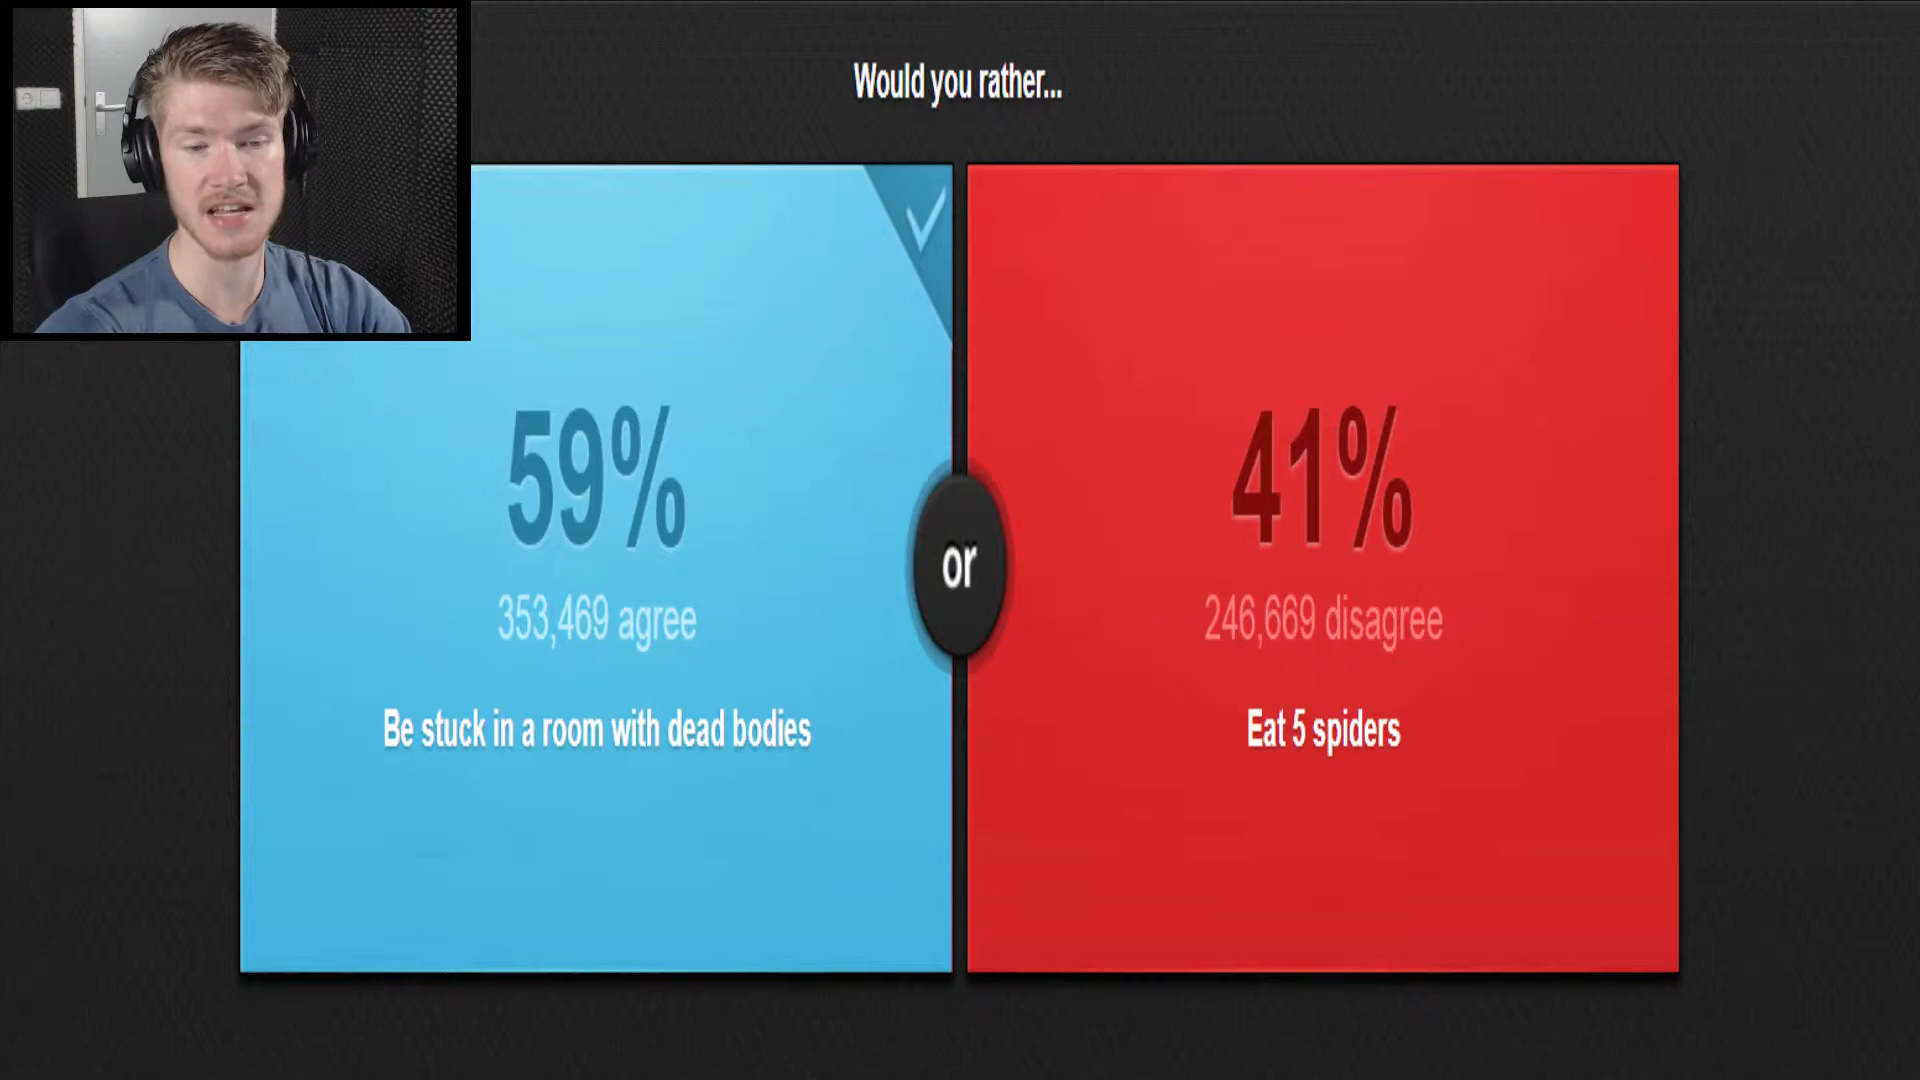 Would you rather...
59%
353,469 agree
Be stuck in a room with dead bodies
or
41%
246,669 disagree
Eat 5 spiders